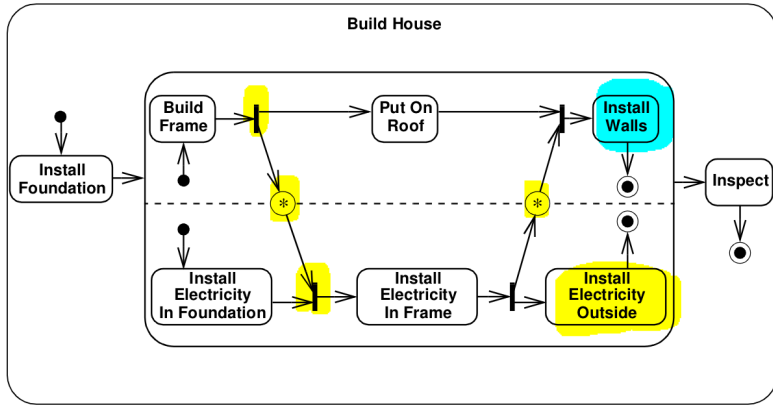 Build House
Build
Frame
Put On
Roof
Install
Walls
Install
Foundation
Inspect
*
*
Install
Electricity
In Foundation
Install
Electricity
In Frame
Install
Electricity
Outside